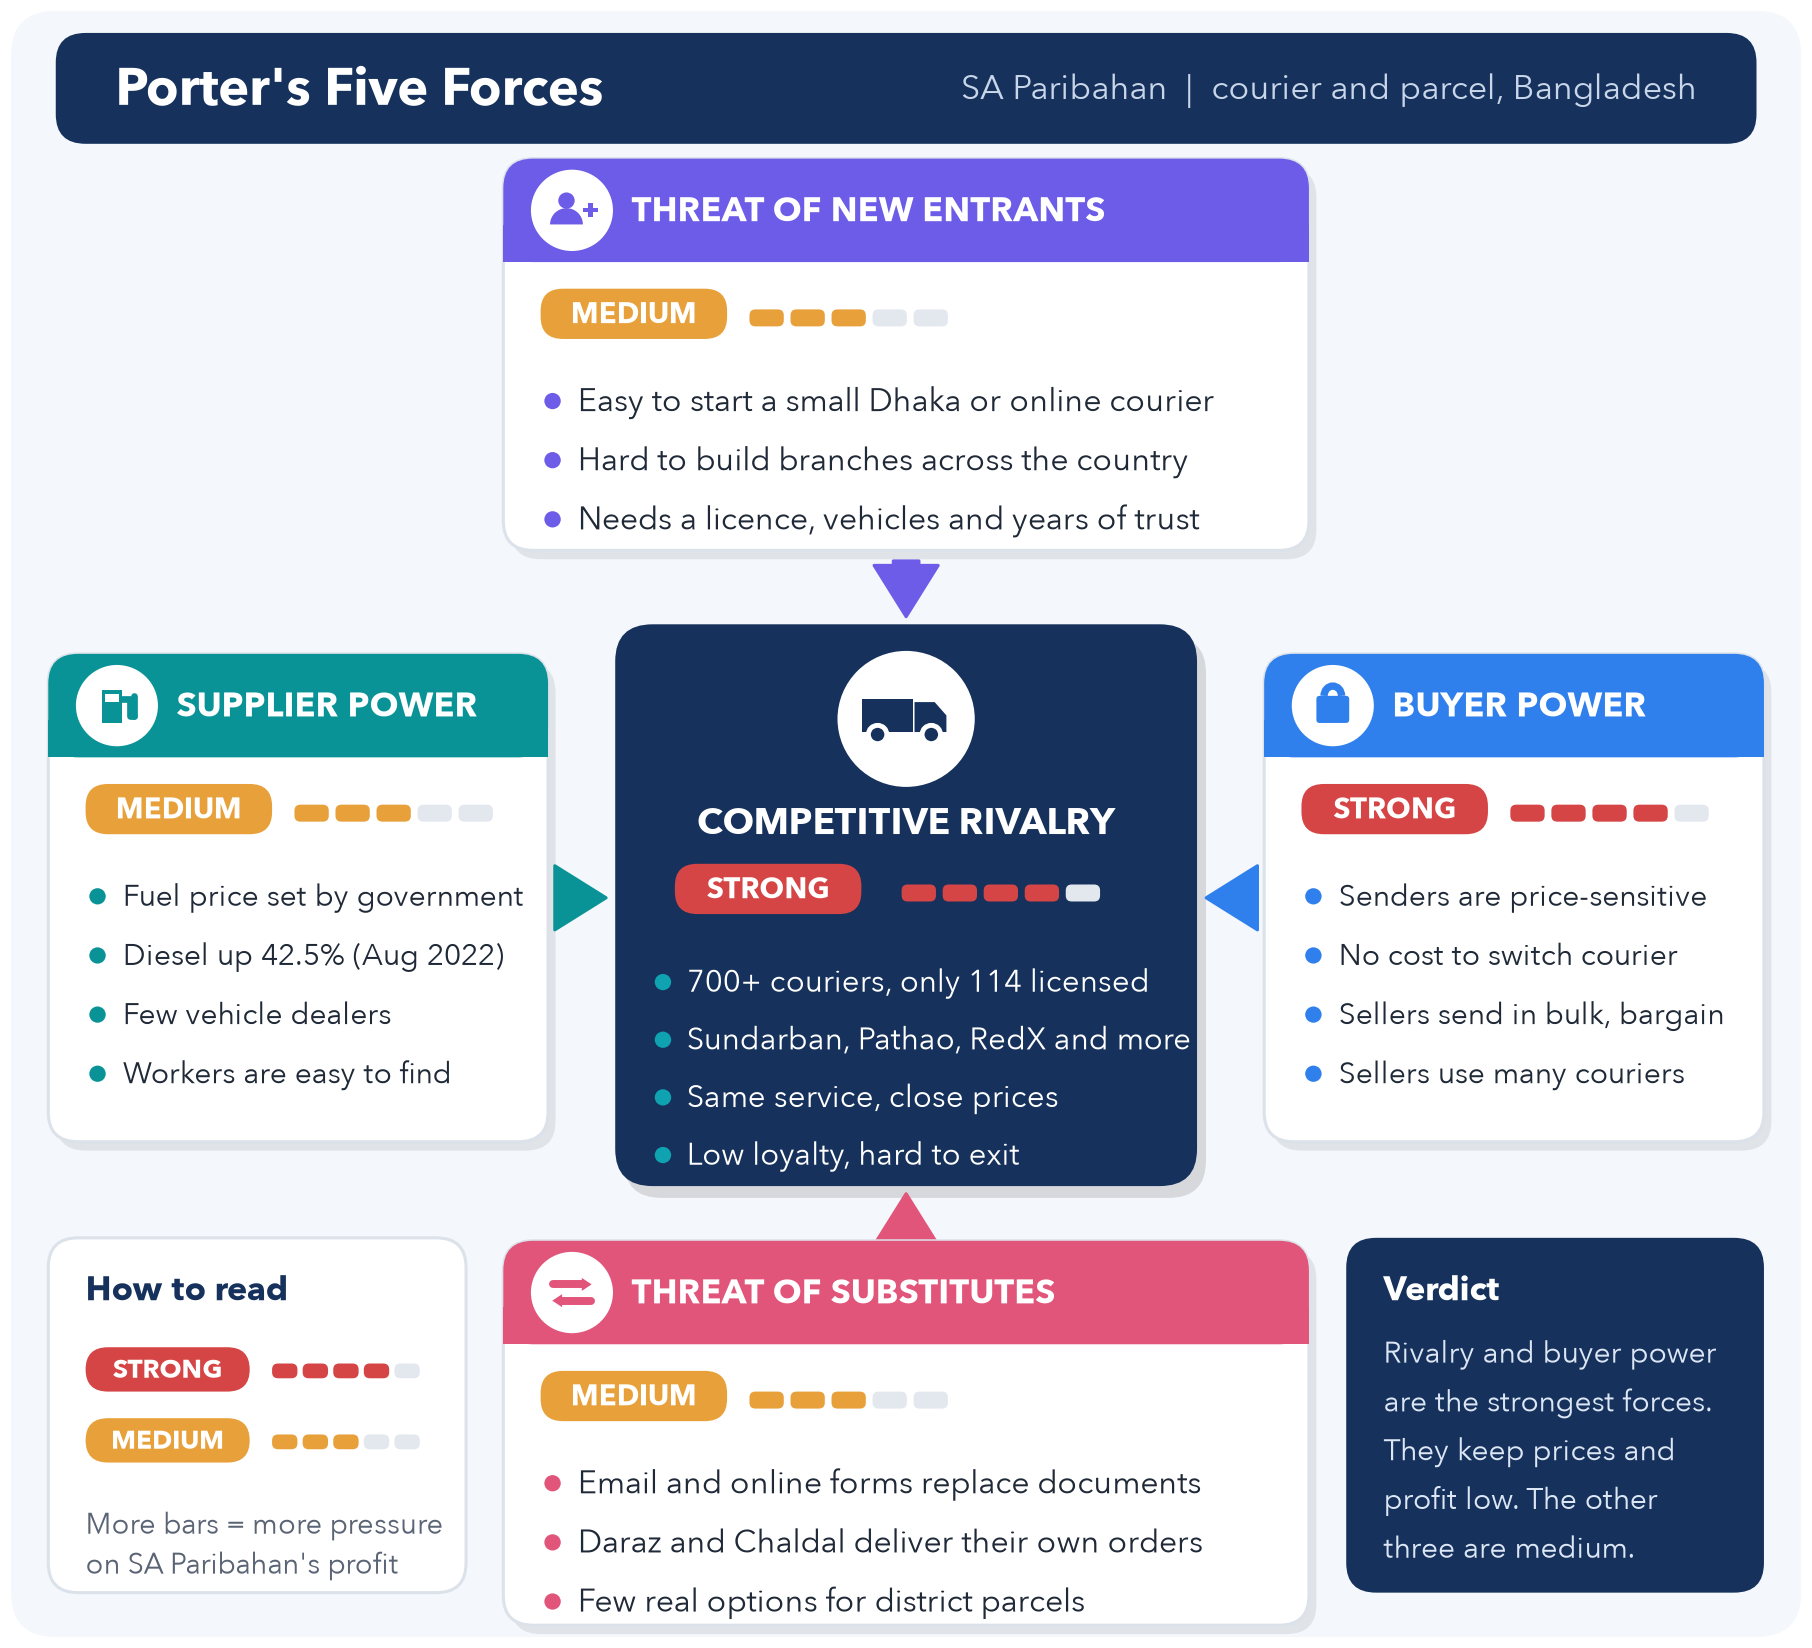 Porter's Five Forces
SA Paribahan | courier and parcel, Bangladesh
THREAT OF NEW ENTRANTS
MEDIUM
Easy to start a small Dhaka or online courier
Hard to build branches across the country
Needs a licence, vehicles and years of trust
SUPPLIER POWER
MEDIUM
Fuel price set by government
Diesel up 42.5% (Aug 2022)
Few vehicle dealers
Workers are easy to find
COMPETITIVE RIVALRY
STRONG
700+ couriers, only 114 licensed
Sundarban, Pathao, RedX and more
Same service, close prices
Low loyalty, hard to exit
BUYER POWER
STRONG
Senders are price-sensitive
No cost to switch courier
Sellers send in bulk, bargain
Sellers use many couriers
How to read
STRONG
MEDIUM
More bars = more pressure
on SA Paribahan's profit
THREAT OF SUBSTITUTES
MEDIUM
Email and online forms replace documents
Daraz and Chaldal deliver their own orders
Few real options for district parcels
Verdict
Rivalry and buyer power
are the strongest forces.
They keep prices and
profit low. The other
three are medium.